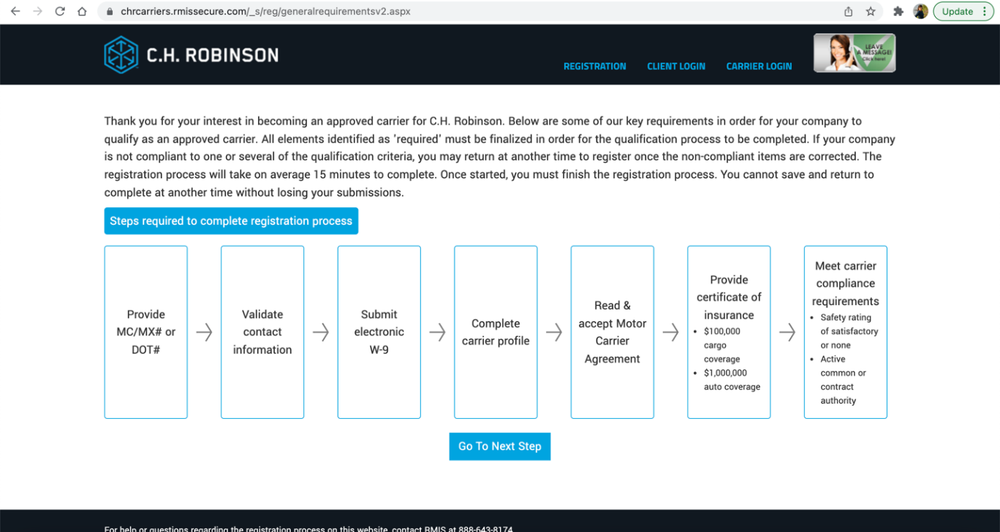 chrcarriers.rmissecure.com/_s/reg/generalrequirementsv2.aspx
Update
C.H. ROBINSON
REGISTRATION
CLIENT LOGIN
CARRIER LOGIN
LEAVE
A MESSAGE!
Click here!
Thank you for your interest in becoming an approved carrier for C.H. Robinson. Below are some of our key requirements in order for your company to
qualify as an approved carrier. All elements identified as 'required' must be finalized in order for the qualification process to be completed. If your company
is not compliant to one or several of the qualification criteria, you may return at another time to register once the non-compliant items are corrected. The
registration process will take on average 15 minutes to complete. Once started, you must finish the registration process. You cannot save and return to
complete at another time without losing your submissions.
Steps required to complete registration process
Provide
MC/MX# or
DOT#
Validate
contact
information
Submit
electronic
W-9
Complete
carrier profile
Read &
accept Motor
Carrier
Agreement
Provide
certificate of
insurance
• $100,000
cargo
coverage
• $1,000,000
auto coverage
Meet carrier
compliance
requirements
• Safety rating
of satisfactory
or none
• Active
common or
contract
authority
Go To Next Step
For help or questions regarding the registration process on this website, contact RMIS at 888-643-8174